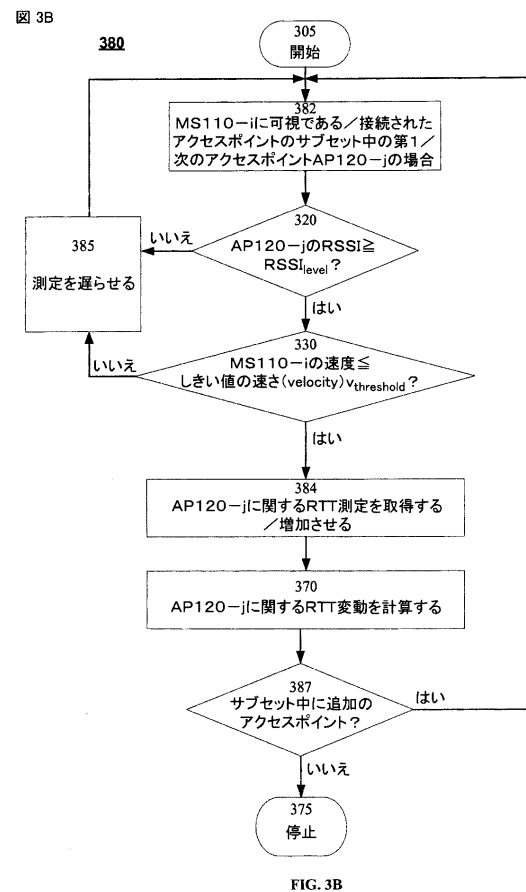 図 3B
380
305
開始
382
MS110-iに可視である/接続された
アクセスポイントのサブセット中の第1/
次のアクセスポイントAP120-jの場合
320
AP120-jのRSSI≧
RSSIlevel?
いいえ
385
測定を遅らせる
はい
330
MS110-iの速度≦
しきい値の速さ(velocity)vthreshold?
いいえ
はい
384
AP120-jに関するRTT測定を取得する
/増加させる
370
AP120-jに関するRTT変動を計算する
387
サブセット中に追加の
アクセスポイント?
はい
いいえ
375
停止
FIG. 3B